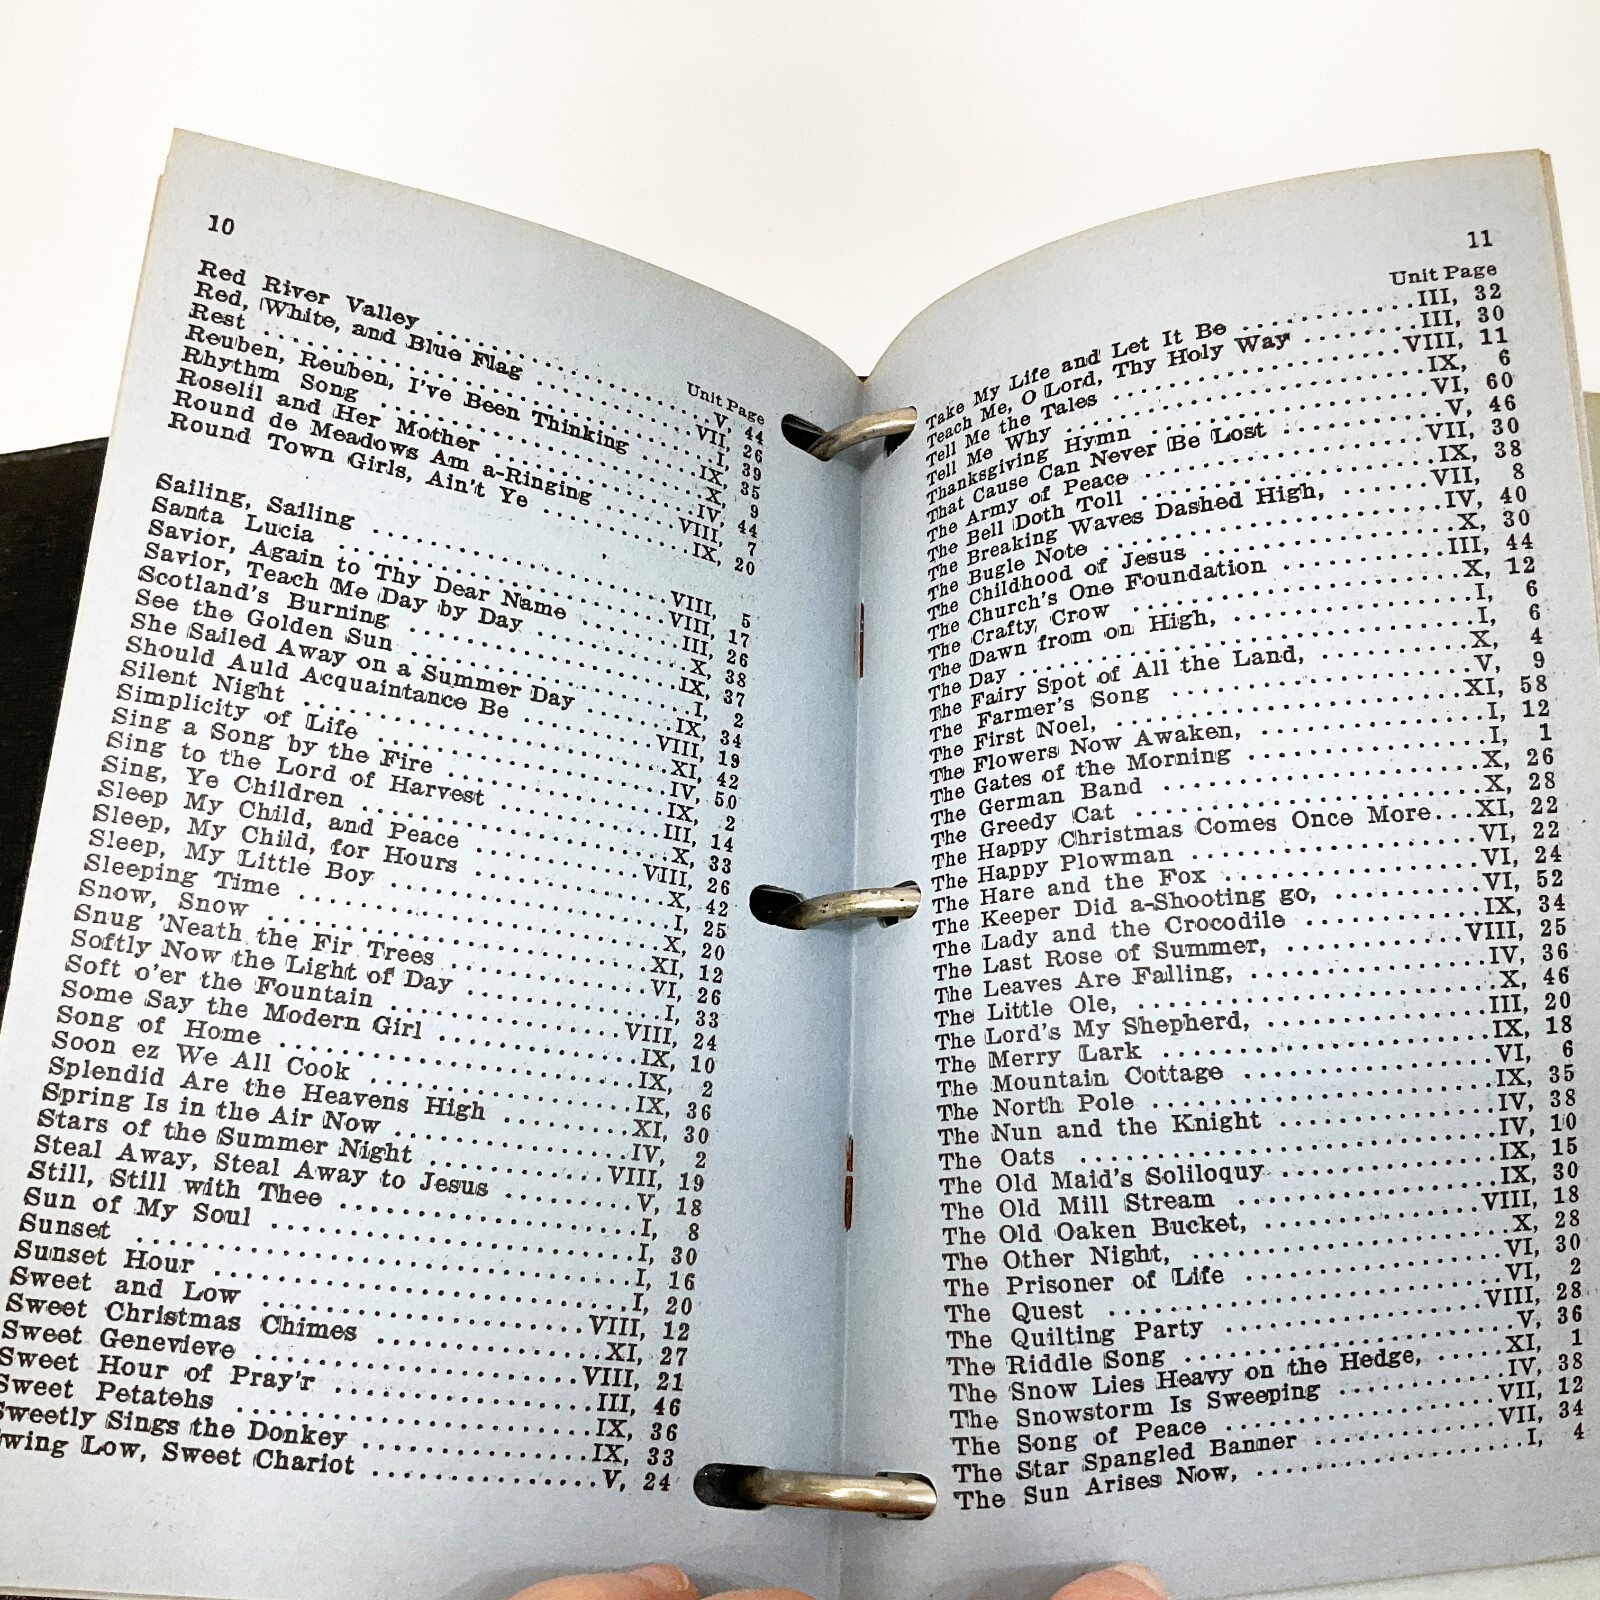 10
Unit Page
Red River Valley ........ V, 44
Red, White, and Blue Flag ........ VII, 26
Rest ........ I, 39
Reuben, Reuben, I've Been Thinking ........ IX, 35
Rhythm Song ........ X, 9
Roselil and Her Mother ........ IV, 44
Round de Meadows Am a-Ringing ........ VIII, 7
Round Town Girls, Ain't Ye ........ IX, 20
Sailing, Sailing ........ VIII, 5
Santa Lucia ........ VIII, 17
Savior, Again to Thy Dear Name ........ III, 26
Savior, Teach Me Day by Day ........ X, 38
Scotland's Burning ........ IX, 37
See the Golden Sun ........ I, 2
She Sailed Away on a Summer Day ........ IX, 34
Should Auld Acquaintance Be ........ VIII, 19
Silent Night ........ XI, 42
Simplicity of Life ........ IV, 50
Sing a Song by the Fire ........ IX, 2
Sing to the Lord of Harvest ........ III, 14
Sing, Ye Children ........ X, 33
Sleep My Child, and Peace ........ VIII, 26
Sleep, My Child, for Hours ........ X, 42
Sleep, My Little Boy ........ I, 25
Sleeping Time ........ X, 20
Snow, Snow ........ XI, 12
Snug 'Neath the Fir Trees ........ VI, 26
Softly Now the Light of Day ........ I, 33
Soft o'er the Fountain ........ VIII, 24
Some Say the Modern Girl ........ IX, 10
Song of Home ........ IX, 2
Soon ez We All Cook ........ IX, 36
Splendid Are the Heavens High ........ XI, 30
Spring Is in the Air Now ........ IV, 2
Stars of the Summer Night ........ VIII, 19
Steal Away, Steal Away to Jesus ........ V, 18
Still, Still with Thee ........ I, 8
Sun of My Soul ........ I, 30
Sunset ........ I, 16
Sunset Hour ........ I, 20
Sweet and Low ........ VIII, 12
Sweet Christmas Chimes ........ XI, 27
Sweet Genevieve ........ VIII, 21
Sweet Hour of Pray'r ........ III, 46
Sweet Petatehs ........ IX, 36
Sweetly Sings the Donkey ........ IX, 33
wing Low, Sweet Chariot ........ V, 24
11
Unit Page
Take My Life and Let It Be ........ III, 32
Teach Me, O Lord, Thy Holy Way ........ III, 30
Tell Me the Tales ........ VIII, 11
Tell Me Why ........ IX, 6
Thanksgiving Hymn ........ VI, 60
That Cause Can Never Be Lost ........ V, 46
The Army of Peace ........ VII, 30
The Bell Doth Toll ........ IX, 38
The Breaking Waves Dashed High, ........ VII, 8
The Bugle Note ........ IV, 40
The Childhood of Jesus ........ X, 30
The Church's One Foundation ........ III, 44
The Crafty Crow ........ X, 12
The Dawn from on High, ........ I, 6
The Day ........ I, 6
The Fairy Spot of All the Land, ........ X, 4
The Farmer's Song ........ V, 9
The First Noel, ........ XI, 58
The Flowers Now Awaken, ........ I, 12
The Gates of the Morning ........ I, 1
The German Band ........ X, 26
The Greedy Cat ........ X, 28
The Happy Christmas Comes Once More...XI, 22
The Happy Plowman ........ VI, 22
The Hare and the Fox ........ VI, 24
The Keeper Did a-Shooting go, ........ VI, 52
The Lady and the Crocodile ........ IX, 34
The Last Rose of Summer, ........ VIII, 25
The Leaves Are Falling, ........ IV, 36
The Little Ole, ........ X, 46
The Lord's My Shepherd, ........ III, 20
The Merry Lark ........ IX, 18
The Mountain Cottage ........ VI, 6
The North Pole ........ IX, 35
The Nun and the Knight ........ IV, 38
The Oats ........ IV, 10
The Old Maid's Soliloquy ........ IX, 15
The Old Mill Stream ........ IX, 30
The Old Oaken Bucket, ........ VIII, 18
The Other Night, ........ X, 28
The Prisoner of Life ........ VI, 30
The Quest ........ VI, 2
The Quilting Party ........ VIII, 28
The Riddle Song ........ V, 36
The Snow Lies Heavy on the Hedge, ........ XI, 1
The Snowstorm Is Sweeping ........ IV, 38
The Song of Peace ........ VII, 12
The Star Spangled Banner ........ VII, 34
The Sun Arises Now, ........ I, 4